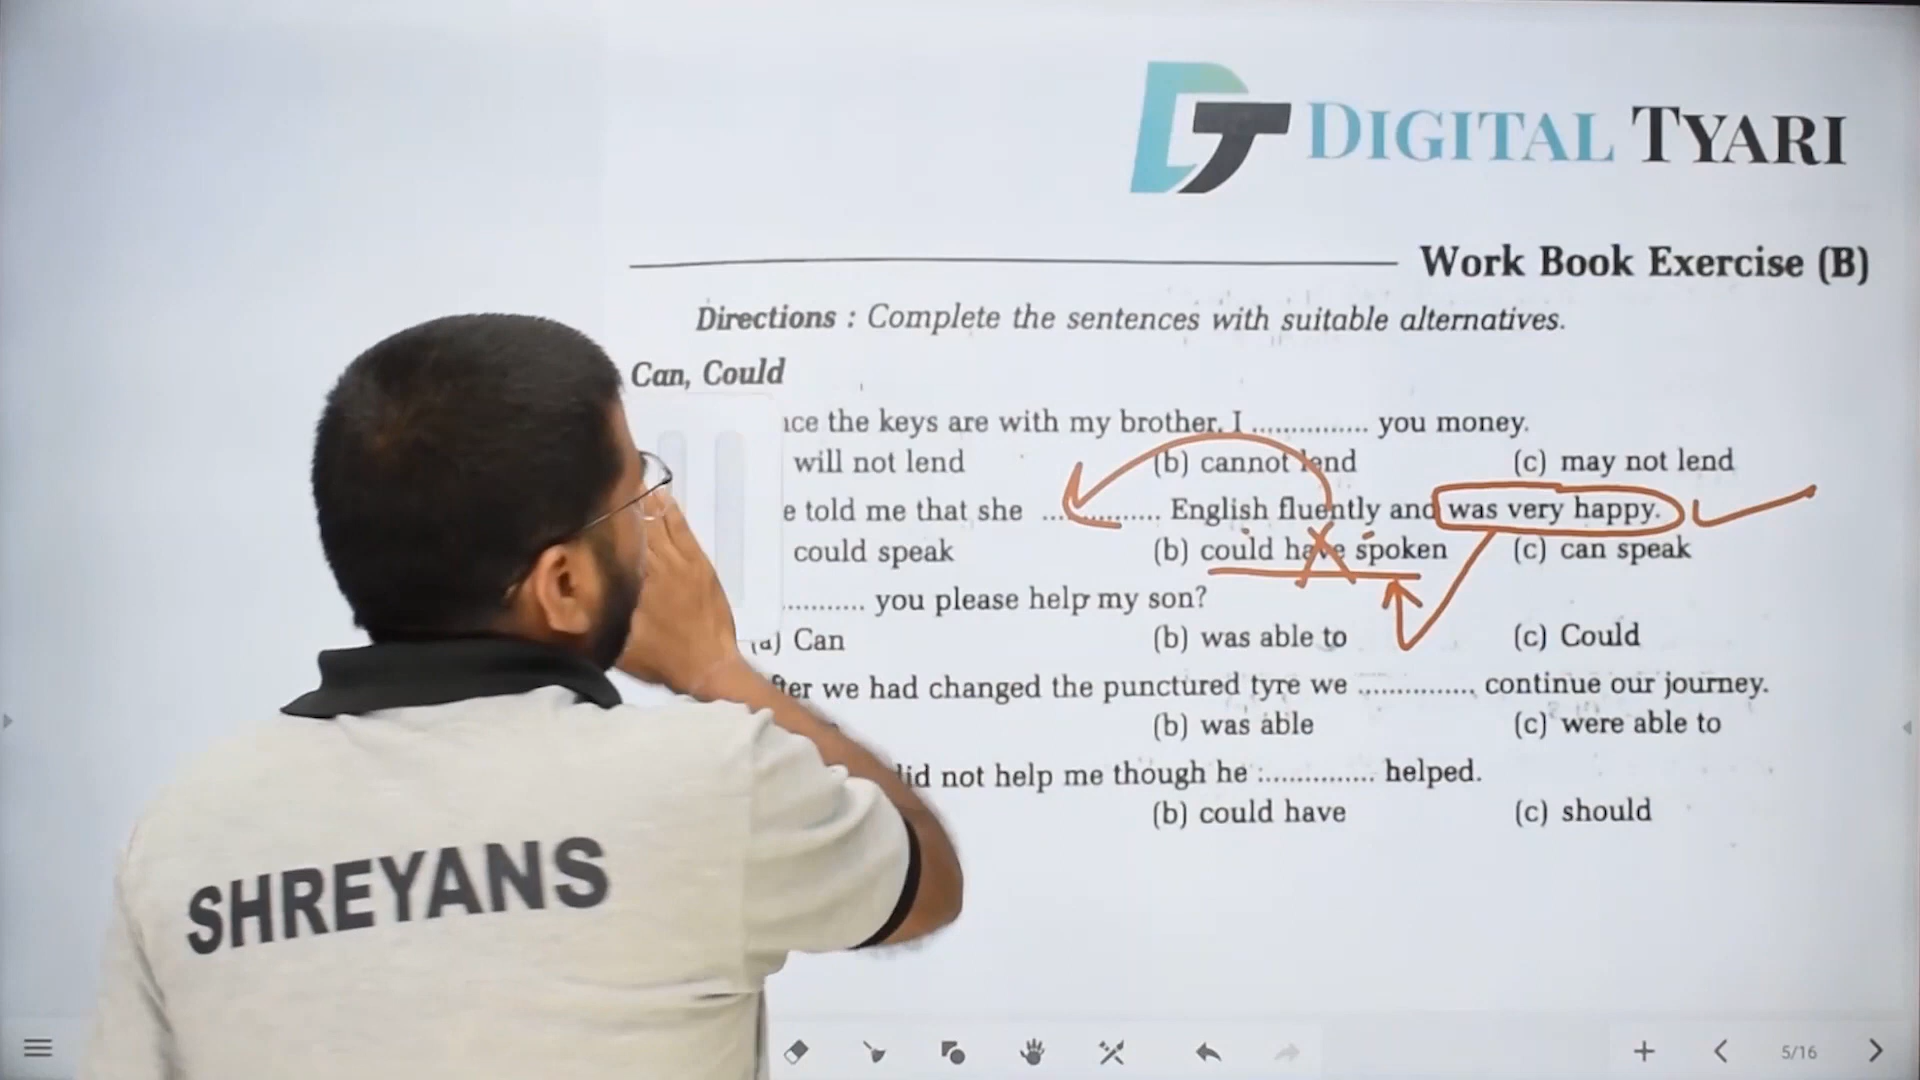 DT DIGITAL TYARI
Work Book Exercise (B)
Directions : Complete the sentences with suitable alternatives.
Can, Could
the keys are with my brother, I .............. you money.
will not lend (b) cannot lend (c) may not lend
told me that she .............. English fluently and was very happy.
could speak (b) could have spoken (c) can speak
........... you please help my son?
(a) Can (b) was able to (c) Could
we had changed the punctured tyre we .............. continue our journey.
(b) was able (c) were able to
not help me though he .............. helped.
(b) could have (c) should
SHREYANS
5/16